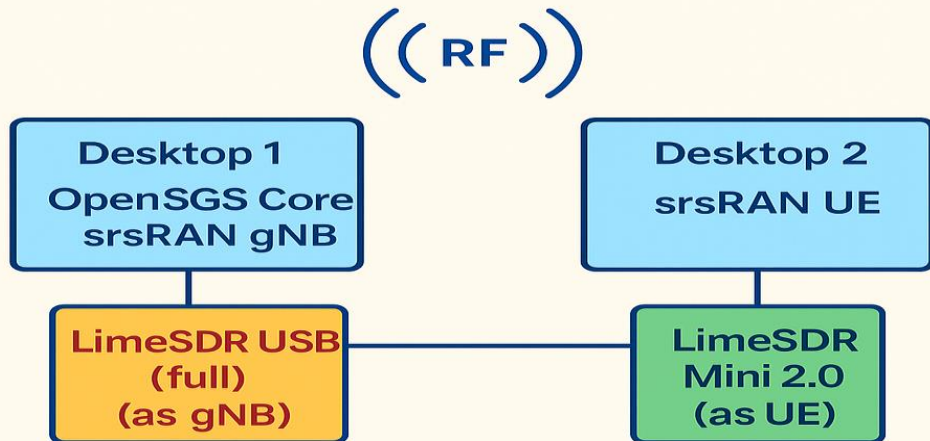 RF
Desktop 1
OpenSGS Core
srsRAN gNB
Desktop 2
srsRAN UE
LimeSDR USB
(full)
(as gNB)
LimeSDR
Mini 2.0
(as UE)